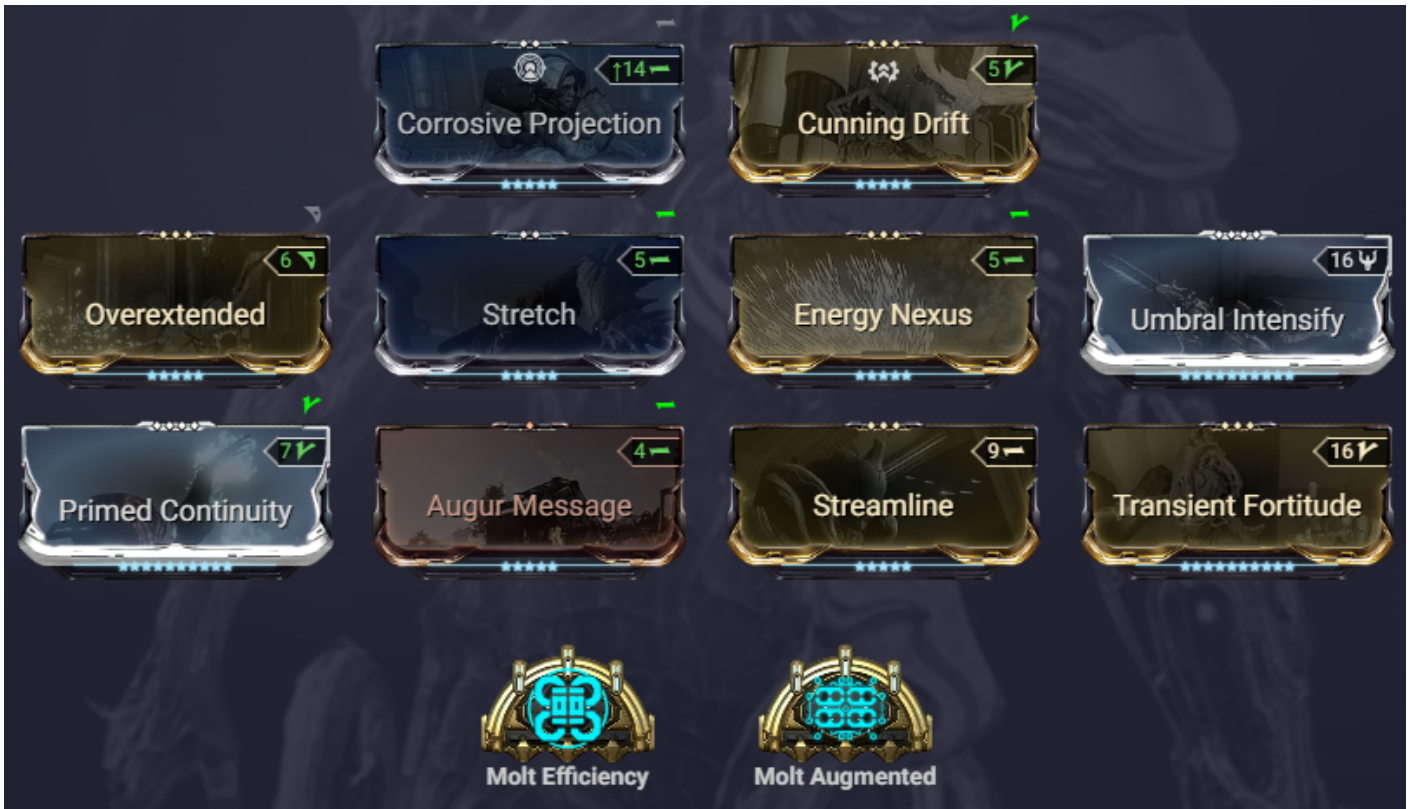 ↑14
Corrosive Projection
5
Cunning Drift
6
Overextended
5
Stretch
5
Energy Nexus
16
Umbral Intensify
7
Primed Continuity
4
Augur Message
9
Streamline
16
Transient Fortitude
Molt Efficiency
Molt Augmented